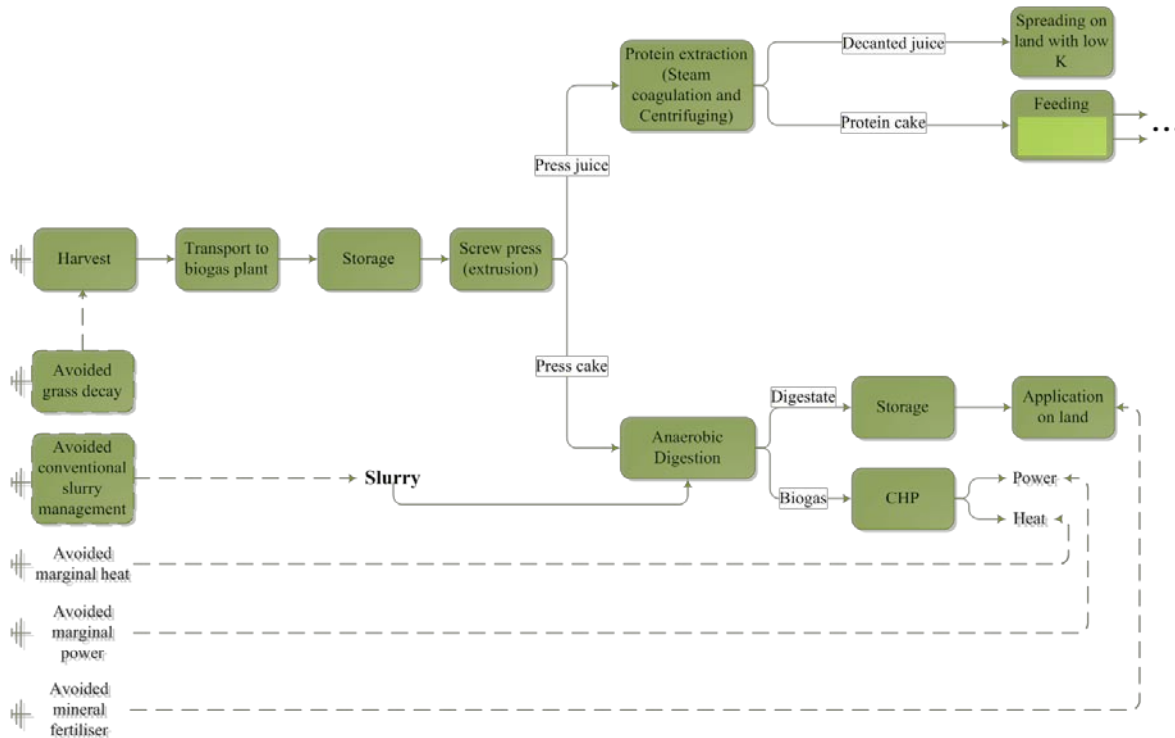 Spreading on
land with low
K
Decanted juice
Protein extraction
(Steam
coagulation and
Centrifuging)
Protein cake
Feeding
...
Press juice
Harvest
Transport to
biogas plant
Storage
Screw press
(extrusion)
Press cake
Avoided
grass decay
Digestate
Storage
Application
on land
Anaerobic
Digestion
Avoided
conventional
slurry
management
Slurry
Biogas
CHP
Power
Heat
Avoided
marginal heat
Avoided
marginal
power
Avoided
mineral
fertiliser